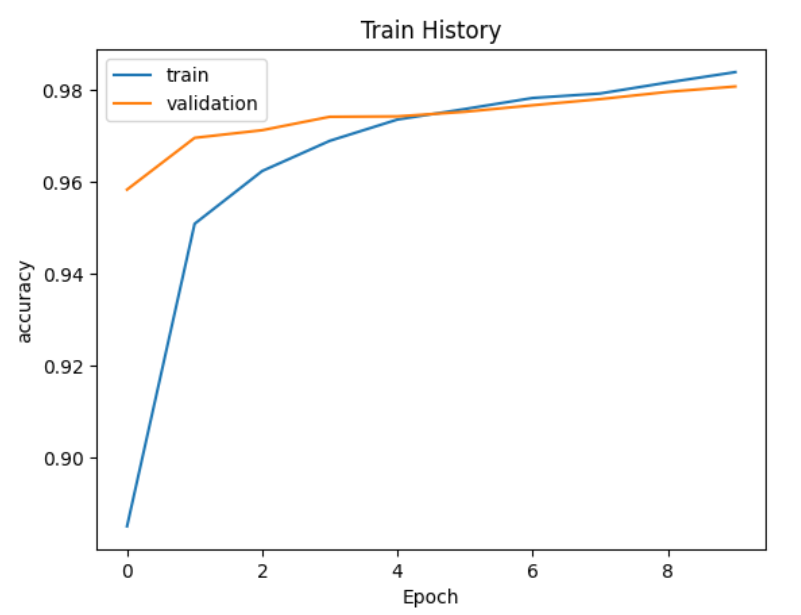 Train History
train
validation
0.98
0.96
0.94
0.92
0.90
accuracy
0 2 4 6 8
Epoch